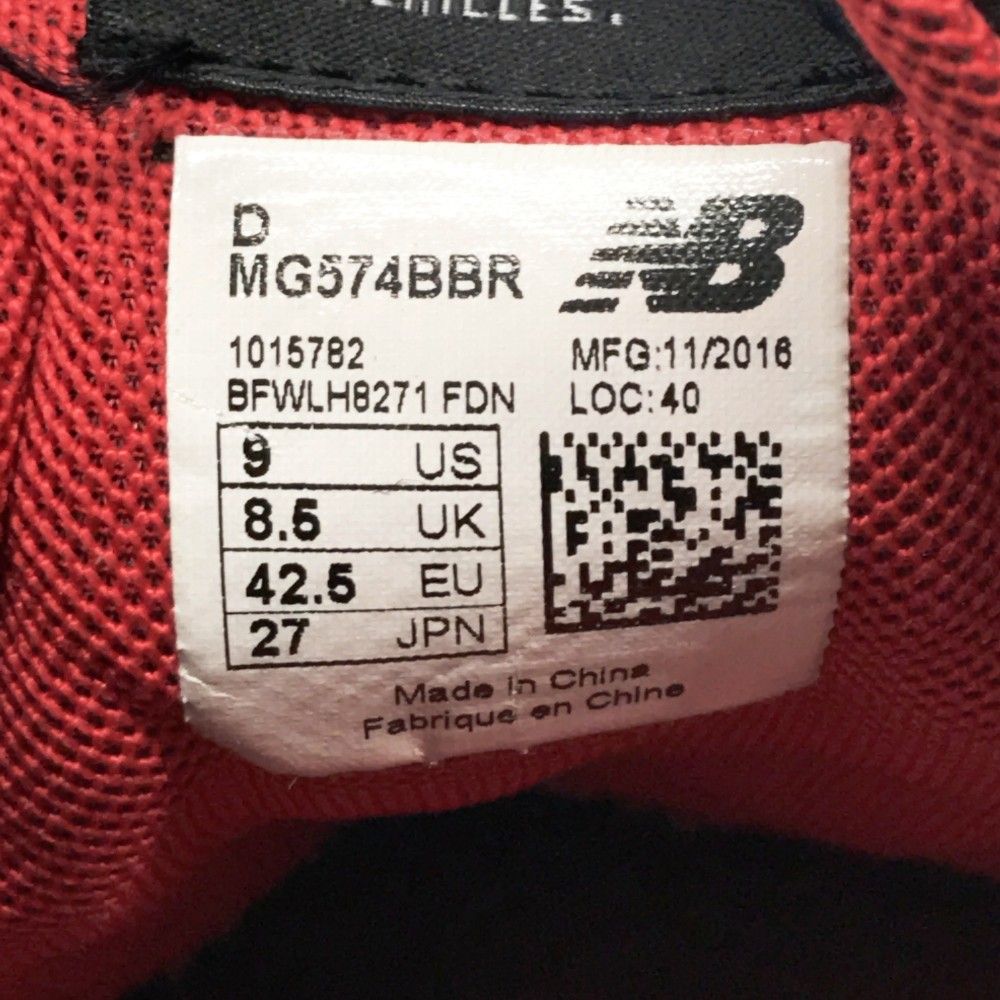 D
MG574BBR
NB
1015782
MFG:11/2016
BFWLH8271 FDN
LOC:40
9 US
8.5 UK
42.5 EU
27 JPN
Made in China
Fabrique en Chine